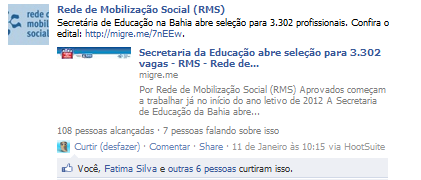 rede de
mobil
social
Rede de Mobilização Social (RMS)
Secretária de Educação na Bahia abre seleção para 3.302 profissionais. Confira o
edital: http://migre.me/7nEEw.
Secretaria da Educação abre seleção para 3.302
vagas - RMS - Rede de...
migre.me
Por Rede de Mobilização Social (RMS) Aprovados começam
a trabalhar já no início do ano letivo de 2012 A Secretaria
de Educação da Bahia abre...
108 pessoas alcançadas · 7 pessoas falando sobre isso
Curtir (desfazer) · Comentar · Share · 11 de Janeiro às 10:15 via HootSuite
Você, Fatima Silva e outras 6 pessoas curtiram isso.